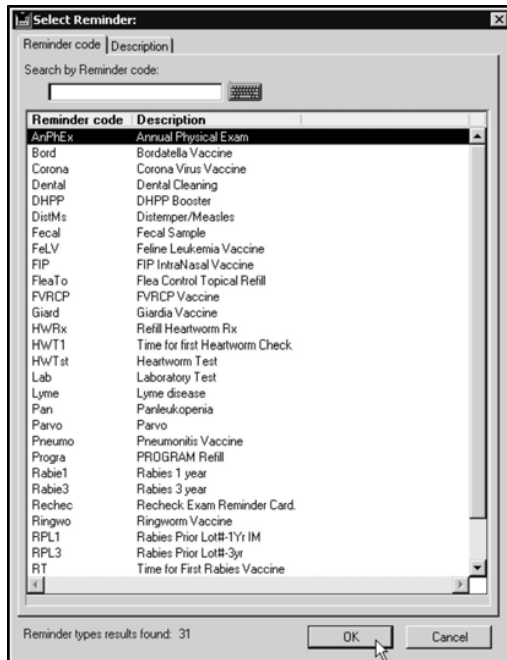 Select Reminder:
Reminder code Description
Search by Reminder code:
Reminder code Description
AnPhEx Annual Physical Exam
Bord Bordatella Vaccine
Corona Corona Virus Vaccine
Dental Dental Cleaning
DHPP DHPP Booster
DistMs Distemper/Measles
Fecal Fecal Sample
FeLV Feline Leukemia Vaccine
FIP FIP IntraNasal Vaccine
FleaTo Flea Control Topical Refill
FVRCP FVRCP Vaccine
Giard Giardia Vaccine
HWRx Refill Heartworm Rx
HWT1 Time for first Heartworm Check.
HWTst Heartworm Test
Lab Laboratory Test
Lyme Lyme disease
Pan Panleukopenia
Parvo Parvo
Pneumo Pneumonitis Vaccine
Progra PROGRAM Refill
Rabie1 Rabies 1 year
Rabie3 Rabies 3 year
Rechec Recheck Exam Reminder Card.
Ringwo Ringworm Vaccine
RPL1 Rabies Prior Lot#-1Yr IM
RPL3 Rabies Prior Lot#-3yr
RT Time for First Rabies Vaccine
Reminder types results found: 31 OK Cancel